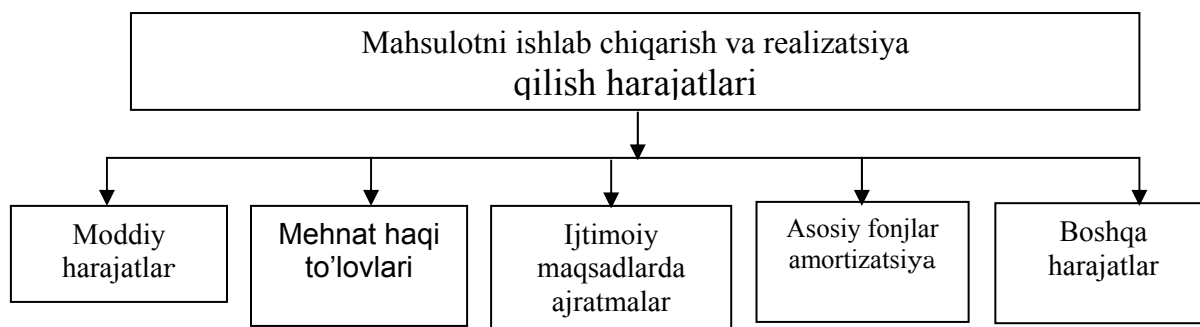 Mahsulotni ishlab chiqarish va realizatsiya
qilish harajatlari
Moddiy
harajatlar
Mehnat haqi
to'lovlari
Ijtimoiy
maqsadlarda
ajratmalar
Asosiy fonjlar
amortizatsiya
Boshqa
harajatlar